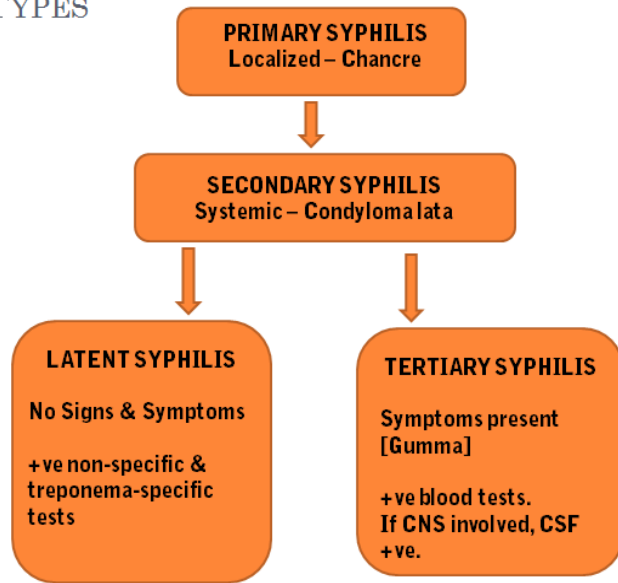 TYPES
PRIMARY SYPHILIS
Localized – Chancre
SECONDARY SYPHILIS
Systemic – Condyloma lata
LATENT SYPHILIS
No Signs & Symptoms
+ve non-specific &
treponema-specific
tests
TERTIARY SYPHILIS
Symptoms present
[Gumma]
+ve blood tests.
If CNS involved, CSF
+ve.